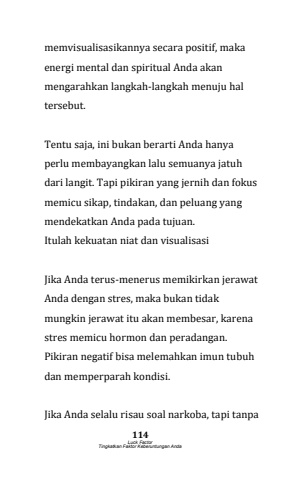 memvisualisasikannya secara positif, maka
energi mental dan spiritual Anda akan
mengarahkan langkah-langkah menuju hal
tersebut.
Tentu saja, ini bukan berarti Anda hanya
perlu membayangkan lalu semuanya jatuh
dari langit. Tapi pikiran yang jernih dan fokus
memicu sikap, tindakan, dan peluang yang
mendekatkan Anda pada tujuan.
Itulah kekuatan niat dan visualisasi
Jika Anda terus-menerus memikirkan jerawat
Anda dengan stres, maka bukan tidak
mungkin jerawat itu akan membesar, karena
stres memicu hormon dan peradangan.
Pikiran negatif bisa melemahkan imun tubuh
dan memperparah kondisi.
Jika Anda selalu risau soal narkoba, tapi tanpa
114
Luck Factor
Tingkatkan Faktor Keberuntungan Anda